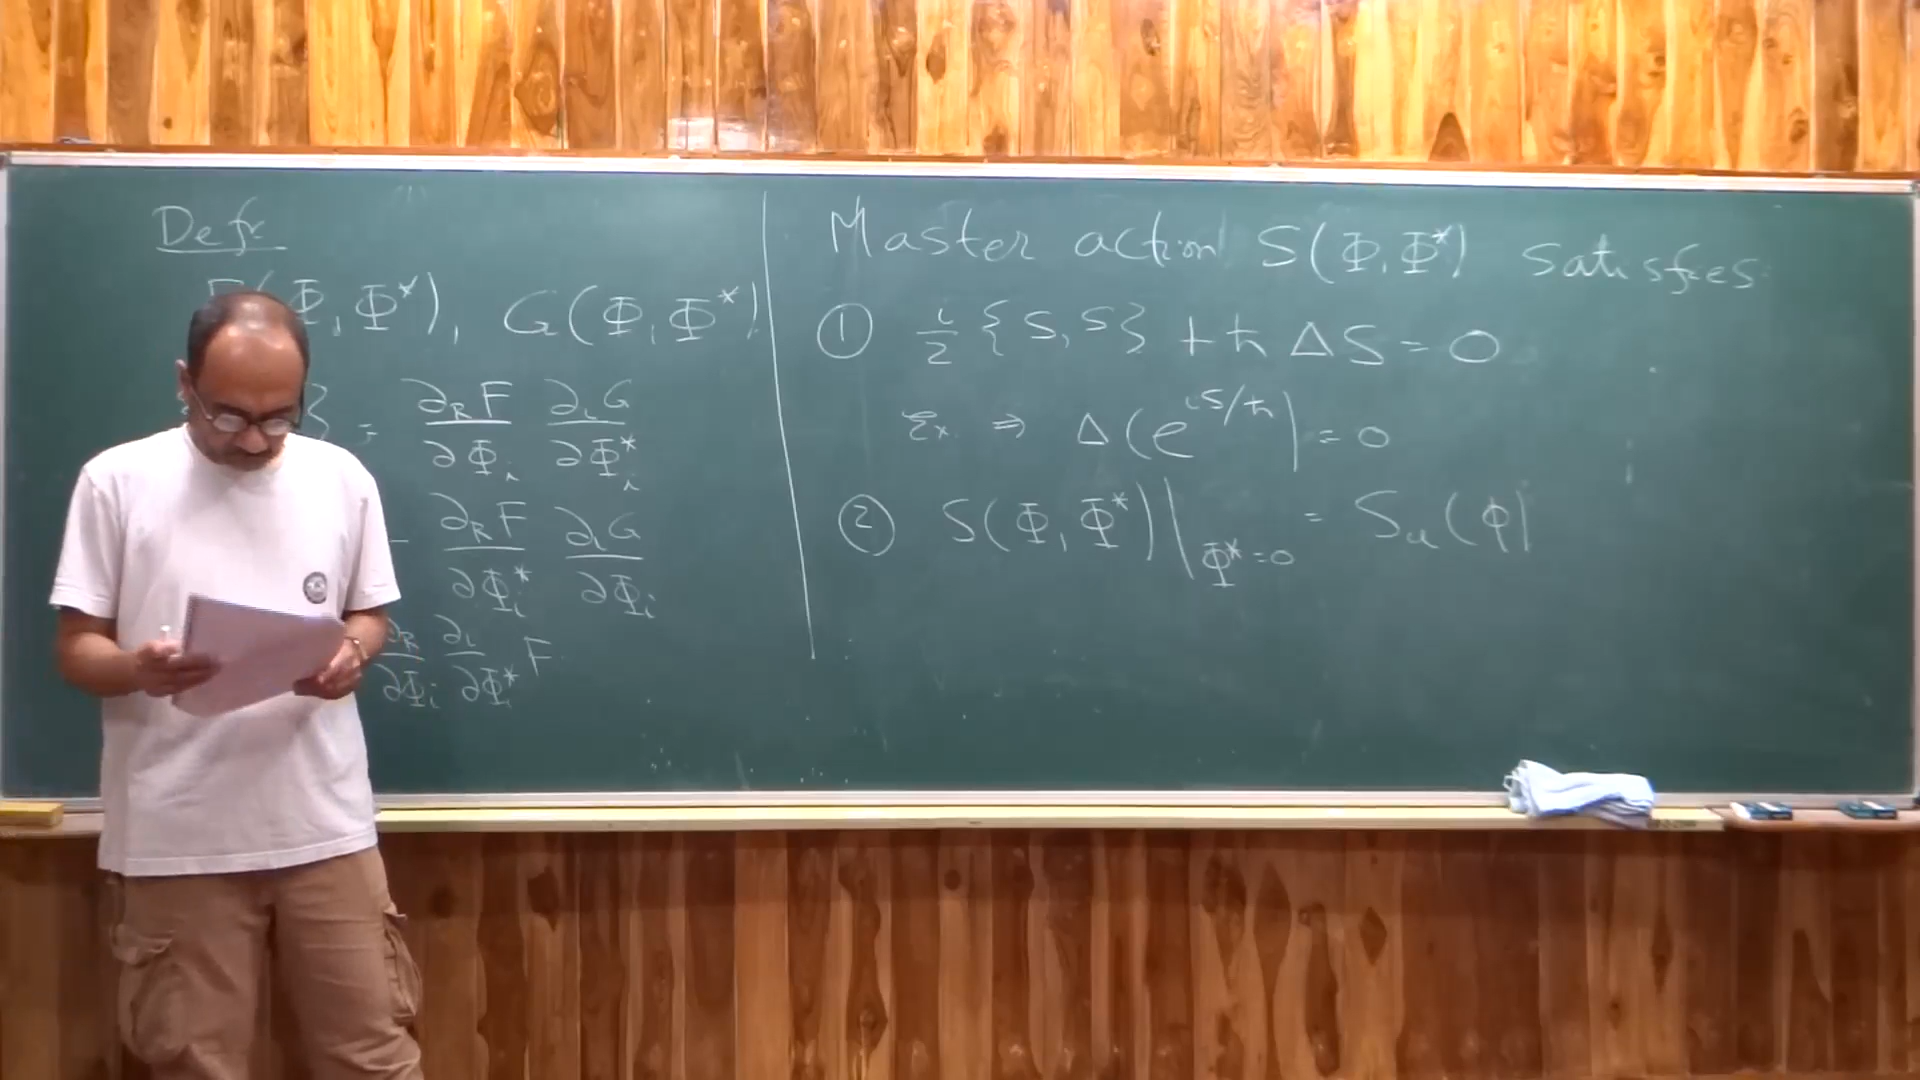 Defn
F(Φ, Φ*), G(Φ, Φ*)
} = ∂_R F/∂Φ_i ∂_L G/∂Φ*_i
- ∂_R F/∂Φ*_i ∂_L G/∂Φ_i
∂_R/∂Φ_i ∂_L/∂Φ*_i F
Master action S(Φ, Φ*) satisfies
① i/2 {S, S} + ħ ΔS = 0
Ex ⇒ Δ(e^{iS/ħ}) = 0
② S(Φ, Φ*)|_{Φ*=0} = S_cl(φ)